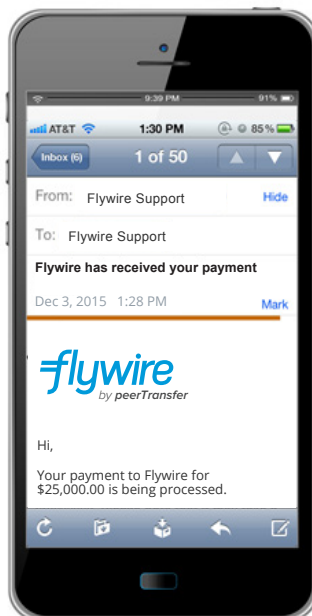 9:39 PM 91%
AT&T 1:30 PM 85%
Inbox (6) 1 of 50
From: Flywire Support Hide
To: Flywire Support
Flywire has received your payment
Dec 3, 2015 1:28 PM Mark
flywire
by peerTransfer
Hi,
Your payment to Flywire for
$25,000.00 is being processed.